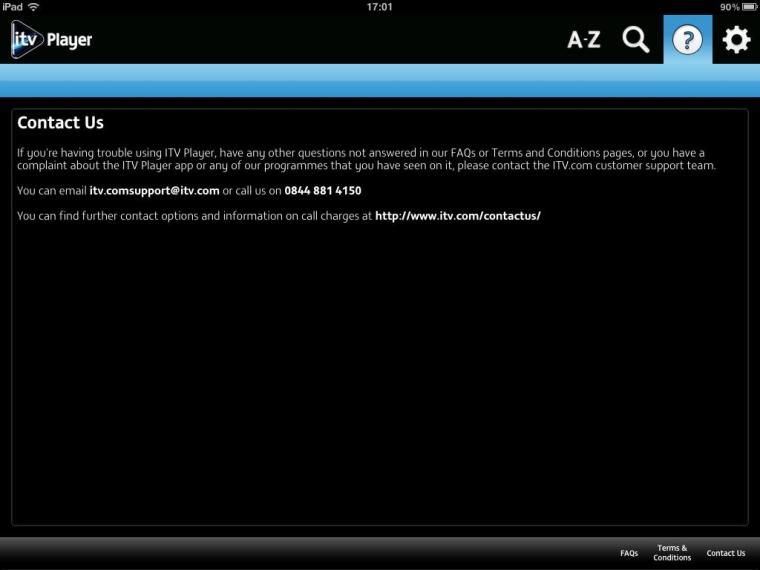 iPad 17:01 90%
itv Player A-Z ?
Contact Us
If you're having trouble using ITV Player, have any other questions not answered in our FAQs or Terms and Conditions pages, or you have a
complaint about the ITV Player app or any of our programmes that you have seen on it, please contact the ITV.com customer support team.
You can email itv.comsupport@itv.com or call us on 0844 881 4150
You can find further contact options and information on call charges at http://www.itv.com/contactus/
FAQs Terms & Conditions Contact Us